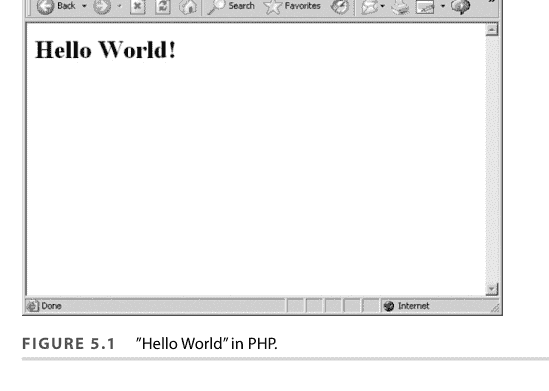 Back Search Favorites
Hello World!
Done Internet
FIGURE 5.1 "Hello World" in PHP.